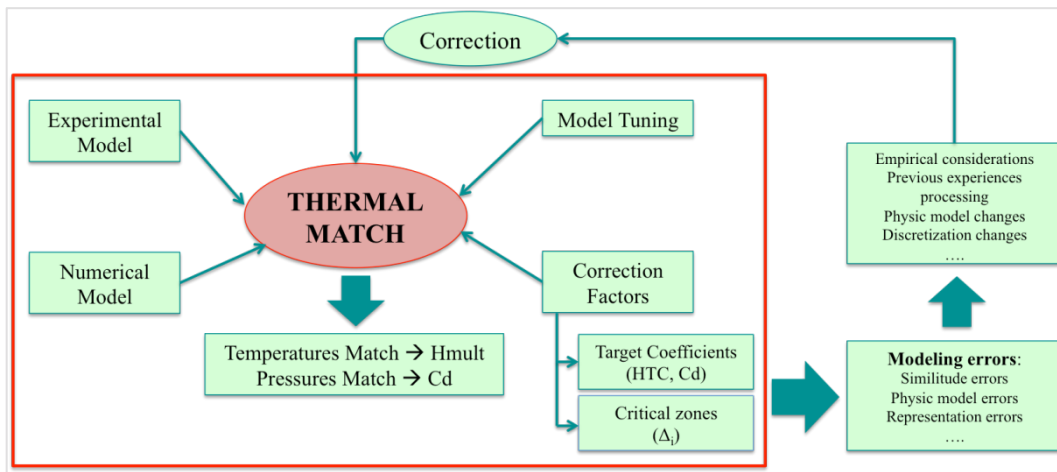 Correction
Experimental
Model
Model Tuning
THERMAL
MATCH
Numerical
Model
Correction
Factors
Temperatures Match → Hmult
Pressures Match → Cd
Target Coefficients
(HTC, Cd)
Critical zones
(Δi)
Empirical considerations
Previous experiences
processing
Physic model changes
Discretization changes
….
Modeling errors:
Similitude errors
Physic model errors
Representation errors
….